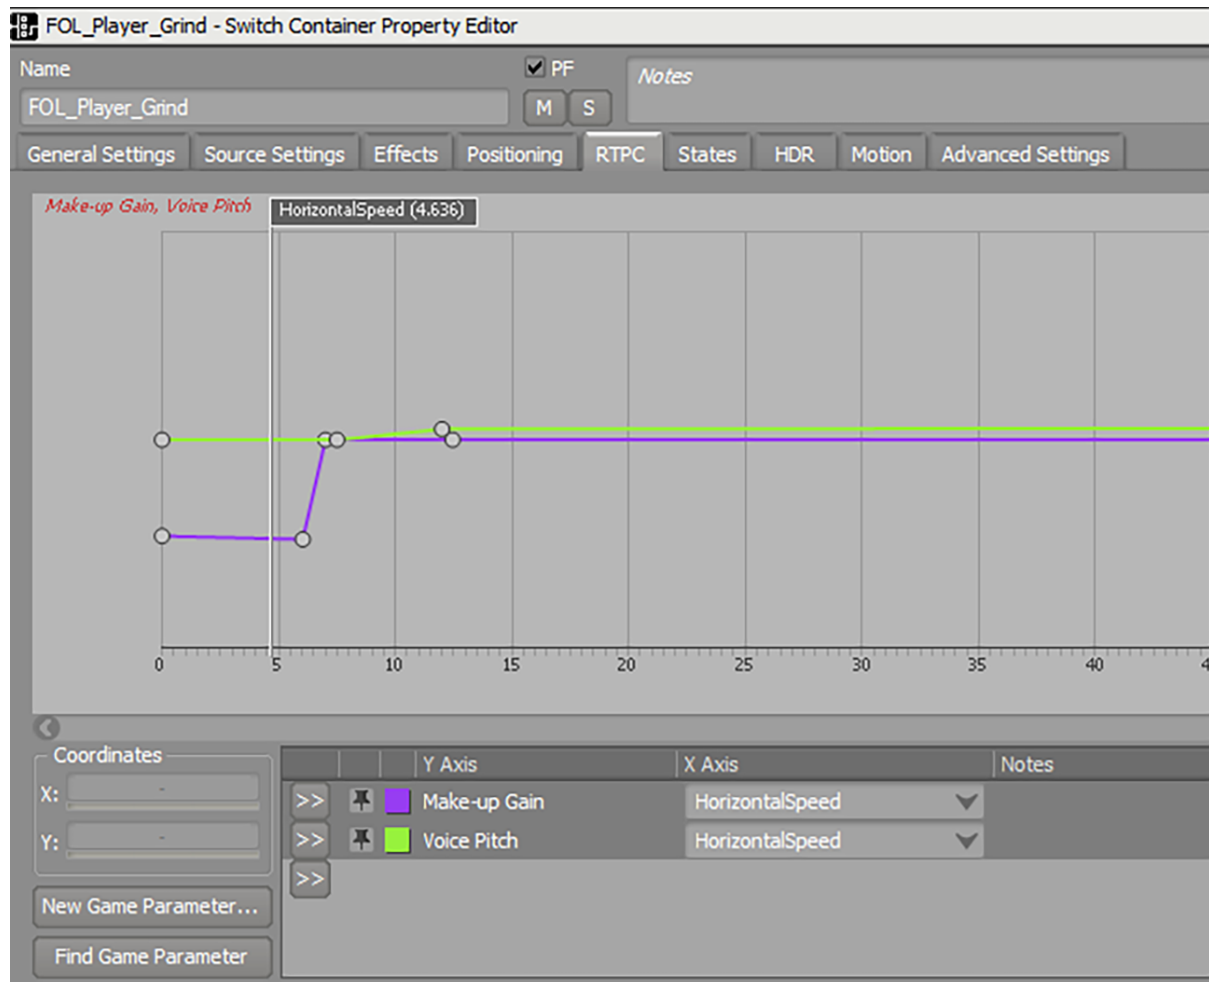 FOL_Player_Grind - Switch Container Property Editor
Name
PF
Notes
FOL_Player_Grind
M
S
General Settings
Source Settings
Effects
Positioning
RTPC
States
HDR
Motion
Advanced Settings
Make-up Gain, Voice Pitch
HorizontalSpeed (4.636)
0 5 10 15 20 25 30 35 40 4
Coordinates
X: -
Y: -
New Game Parameter...
Find Game Parameter
Y Axis X Axis Notes
>> Make-up Gain HorizontalSpeed
>> Voice Pitch HorizontalSpeed
>>